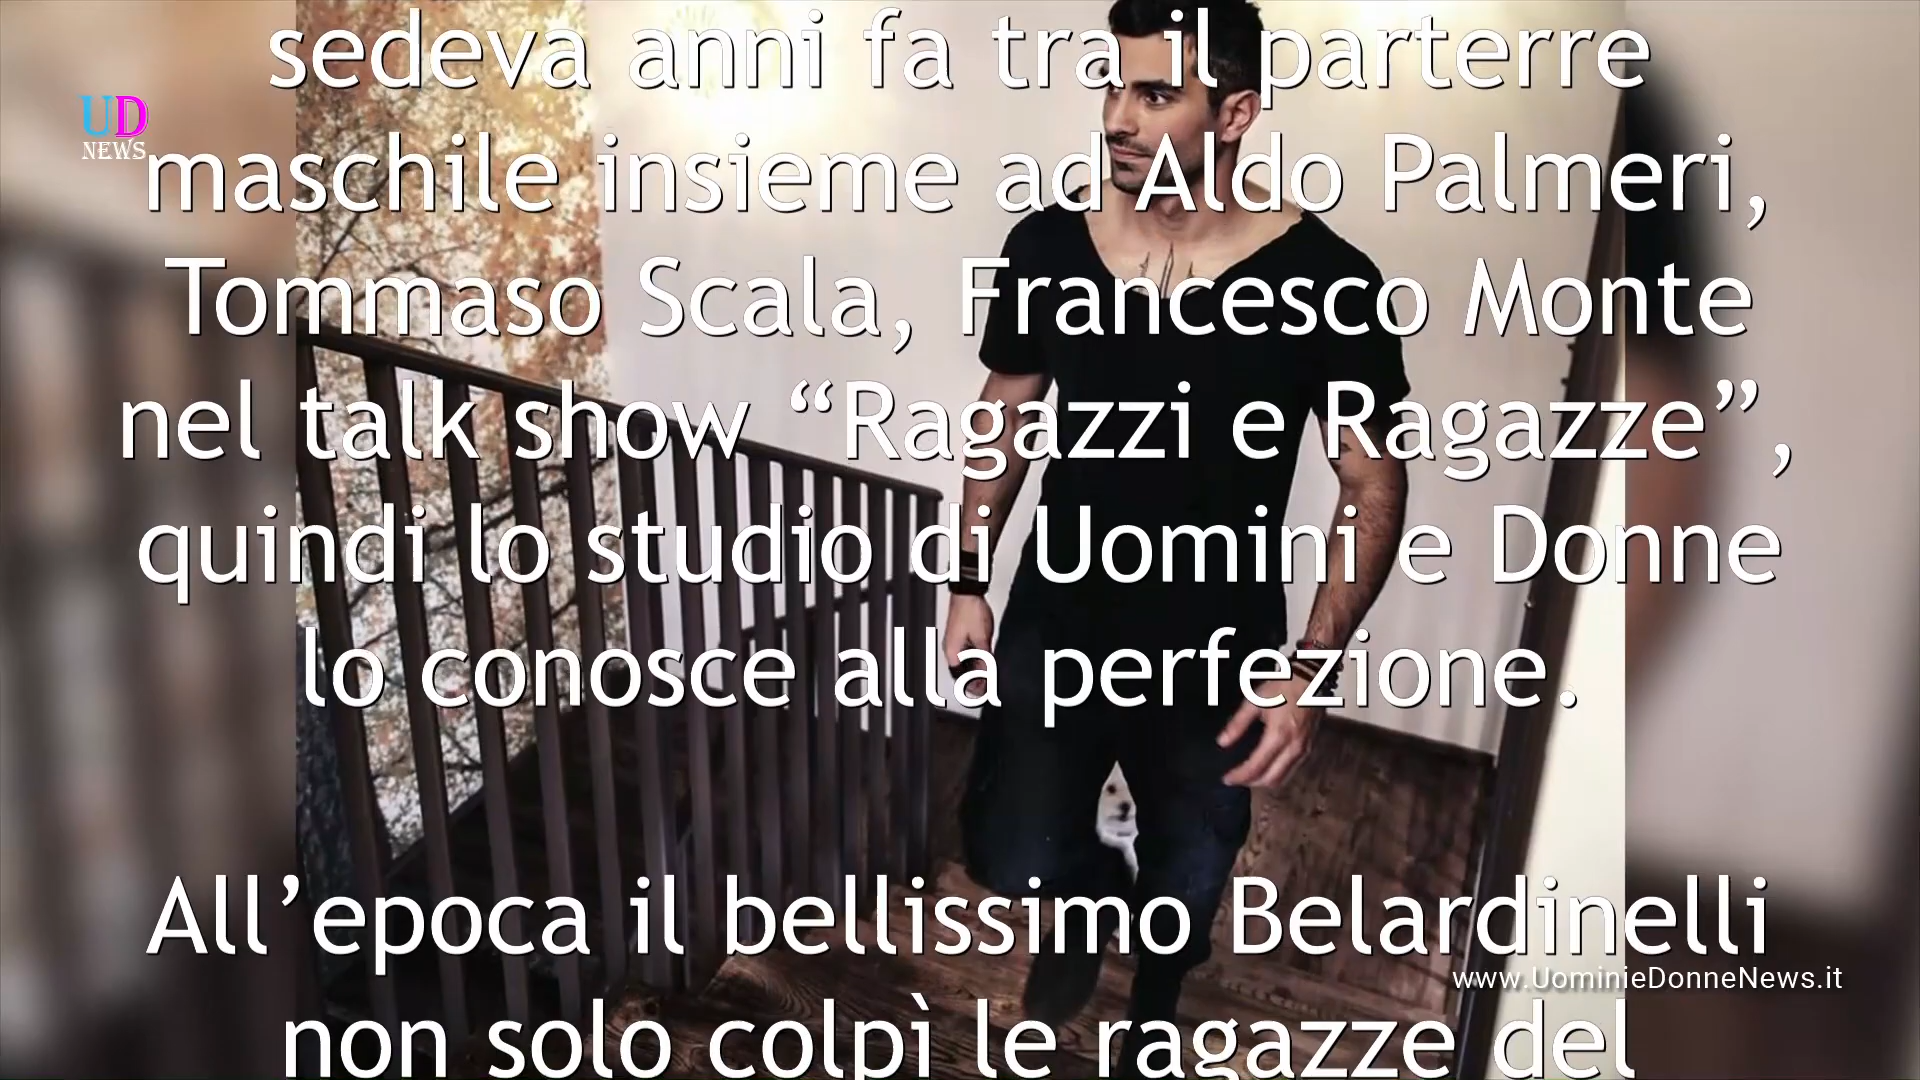 sedeva anni fa tra il parterre
UD
NEWS
maschile insieme ad Aldo Palmeri,
Tommaso Scala, Francesco Monte
nel talk show “Ragazzi e Ragazze”,
quindi lo studio di Uomini e Donne
lo conosce alla perfezione.
All’epoca il bellissimo Belardinelli
www.UominieDonneNews.it
non solo colpì le ragazze del